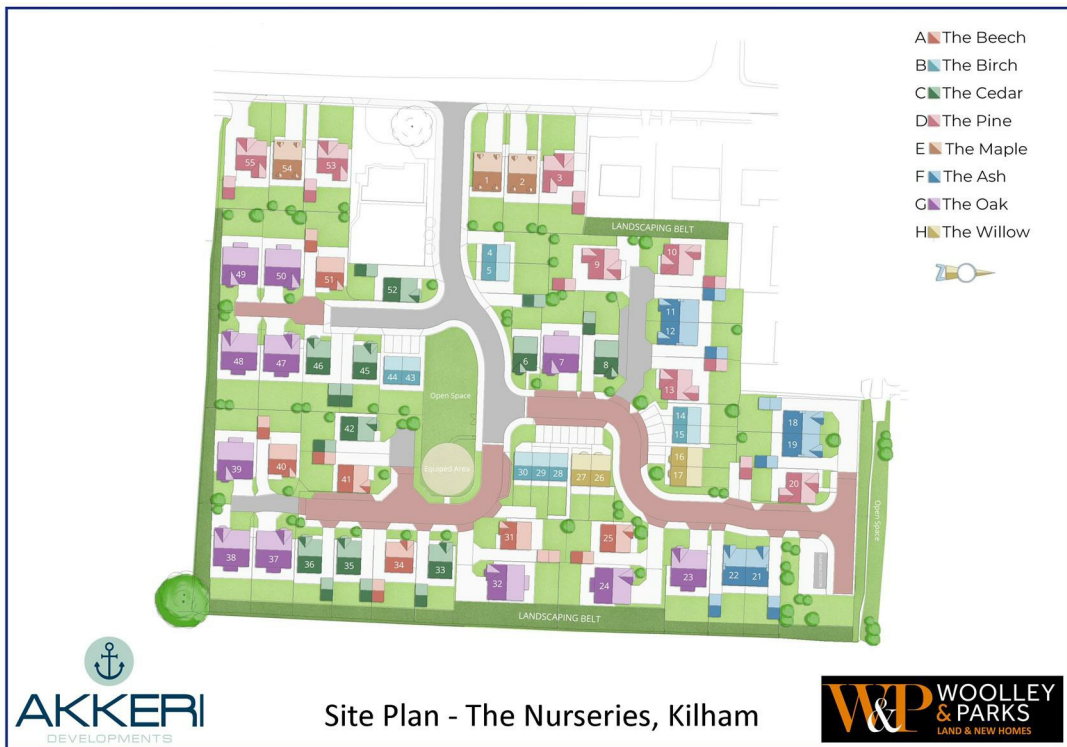 A The Beech
B The Birch
C The Cedar
D The Pine
E The Maple
F The Ash
G The Oak
H The Willow
55
54
53
1
2
3
LANDSCAPING BELT
4
5
9
10
49
50
51
52
11
12
48
47
46
45
44 43
6
7
8
13
Open Space
14
15
18
19
42
39
40
41
Equiped Area
30 29 28
27 26
16
17
20
Open Space
38
37
36
35
34
33
31
25
32
24
23
22 21
LANDSCAPING BELT
AKKERI
DEVELOPMENTS
Site Plan - The Nurseries, Kilham
W&P
WOOLLEY
& PARKS
LAND & NEW HOMES